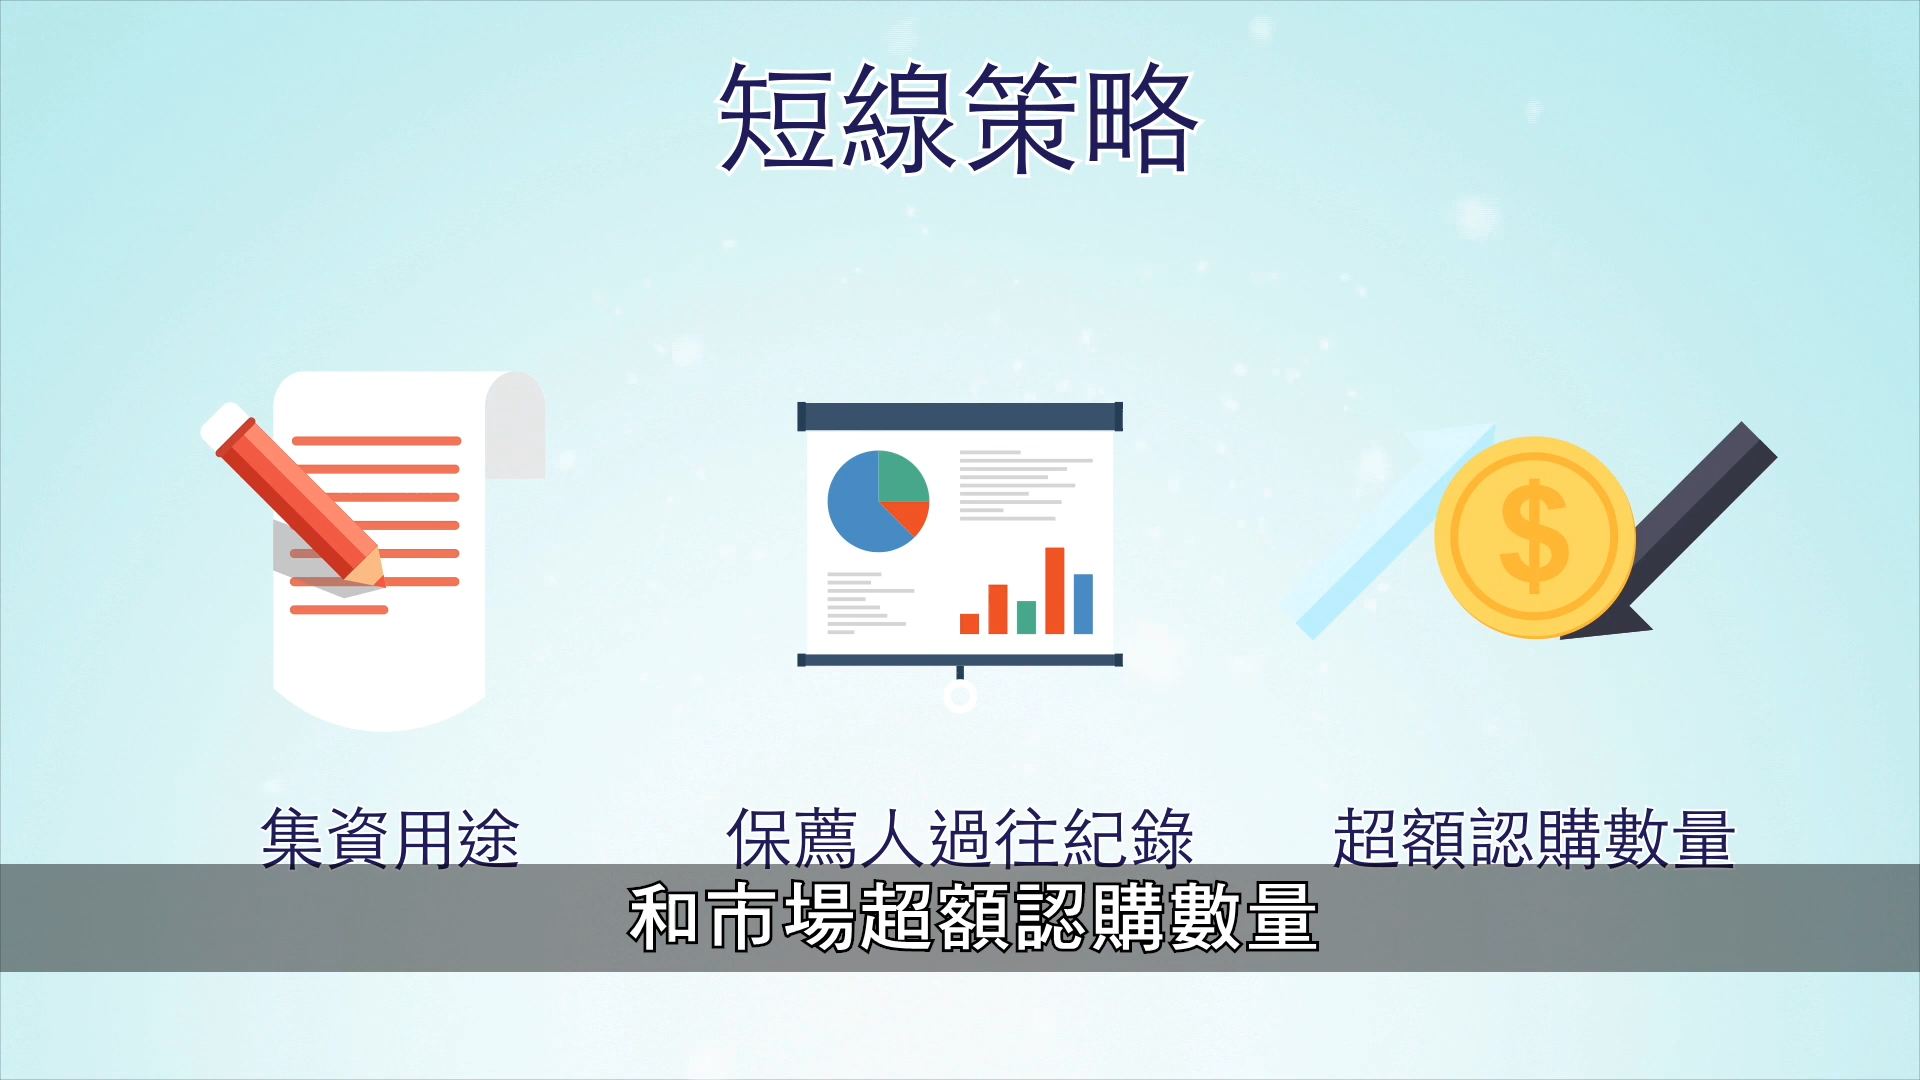 短線策略
集資用途
保薦人過往紀錄
超額認購數量
和市場超額認購數量
$